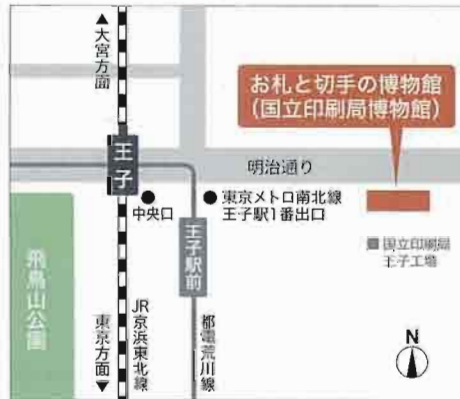 ▲大宮方面
お札と切手の博物館
(国立印刷局博物館)
王子
明治通り
中央口
東京メトロ南北線
王子駅1番出口
国立印刷局
王子工場
飛鳥山公園
王子駅前
東京方面▼
JR京浜東北線
都電荒川線
N